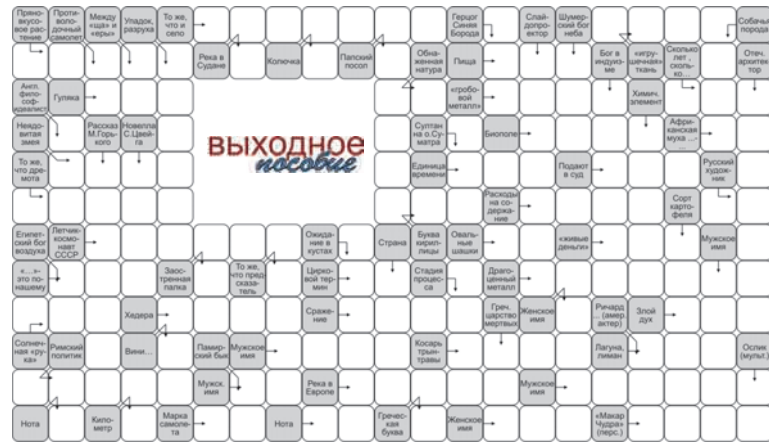 Пряно-
вкусо-
вое рас-
тение
Проти-
воло-
дочный
самолет
Между
«ща» и
«еры»
Упадок,
разруха
То же,
что и
село
Герцог
Синяя
Борода
Слай-
допро-
ектор
Шумер-
ский бог
неба
Собачья
порода
Река в
Судане
Колючка
Папский
посол
Обна-
женная
натура
Пища
Бог в
индуиз-
ме
«игру-
шечная»
ткань
Сколько
лет ,
сколь-
ко...
Отеч.
архитек-
тор
Англ.
фило-
соф-
идеалист
Гуляка
«гробо-
вой
металл»
Химич.
элемент
Неядо-
витая
змея
Рассказ
М.Горь-
кого
Новелла
С.Цвей-
га
ВЫХОДНОЕ
пособие
Султан
на о.Су-
матра
Биополе
Афри-
канская
муха ...-
...
То же,
что дре-
мота
Единица
времени
Подают
в суд
Русский
худож-
ник
Расходы
на со-
держа-
ние
Сорт
карто-
феля
Египет-
ский бог
воздуха
Летчик-
космо-
навт
СССР
Ожида-
ние в
кустах
Страна
Буква
кирил-
лицы
Оваль-
ные
шашки
«живые
деньги»
Мужское
имя
«...»-
это по-
нашему
Заос-
тренная
палка
То же,
что пред-
сказа-
тель
Цирко-
вой тер-
мин
Стадия
процес-
са
Драго-
ценный
металл
Хедера
Сраже-
ние
Греч.
царство
мертвых
Женское
имя
Ричард
... (амер.
актер)
Злой
дух
Солнеч-
ная «ру-
ка»
Римский
политик
Вини...
Памир-
ский бык
Мужское
имя
Косарь
трын-
травы
Лагуна,
лиман
Ослик
(мульт.)
Мужск.
имя
Река в
Европе
Мужское
имя
Нота
Кило-
метр
Марка
самоле-
та
Нота
Гречес-
кая
буква
Женское
имя
«Макар
Чудра»
(перс.)